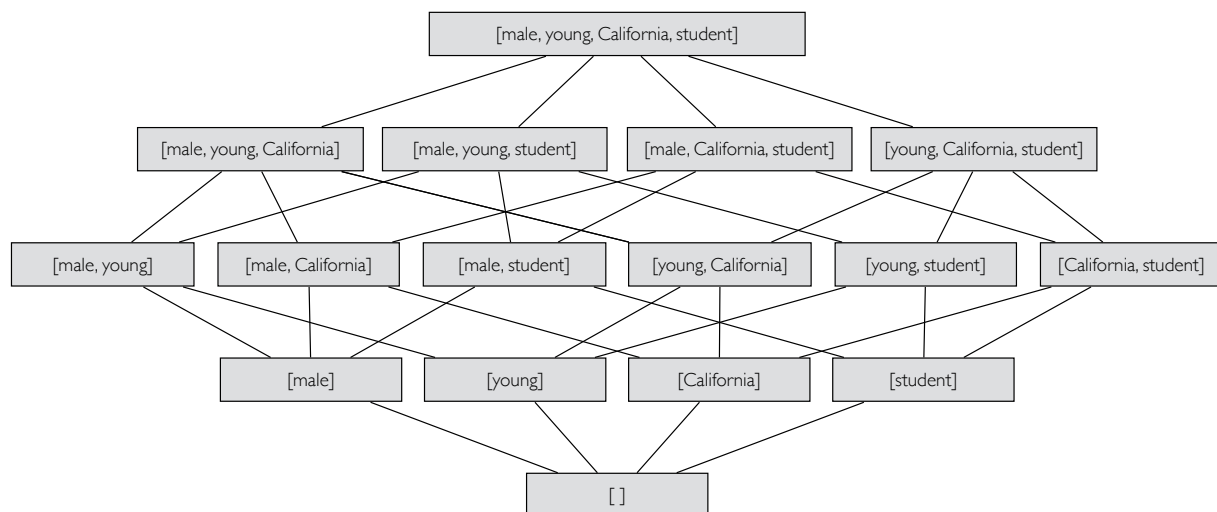 [male, young, California, student]
[male, young, California]
[male, young, student]
[male, California, student]
[young, California, student]
[male, young]
[male, California]
[male, student]
[young, California]
[young, student]
[California, student]
[male]
[young]
[California]
[student]
[ ]